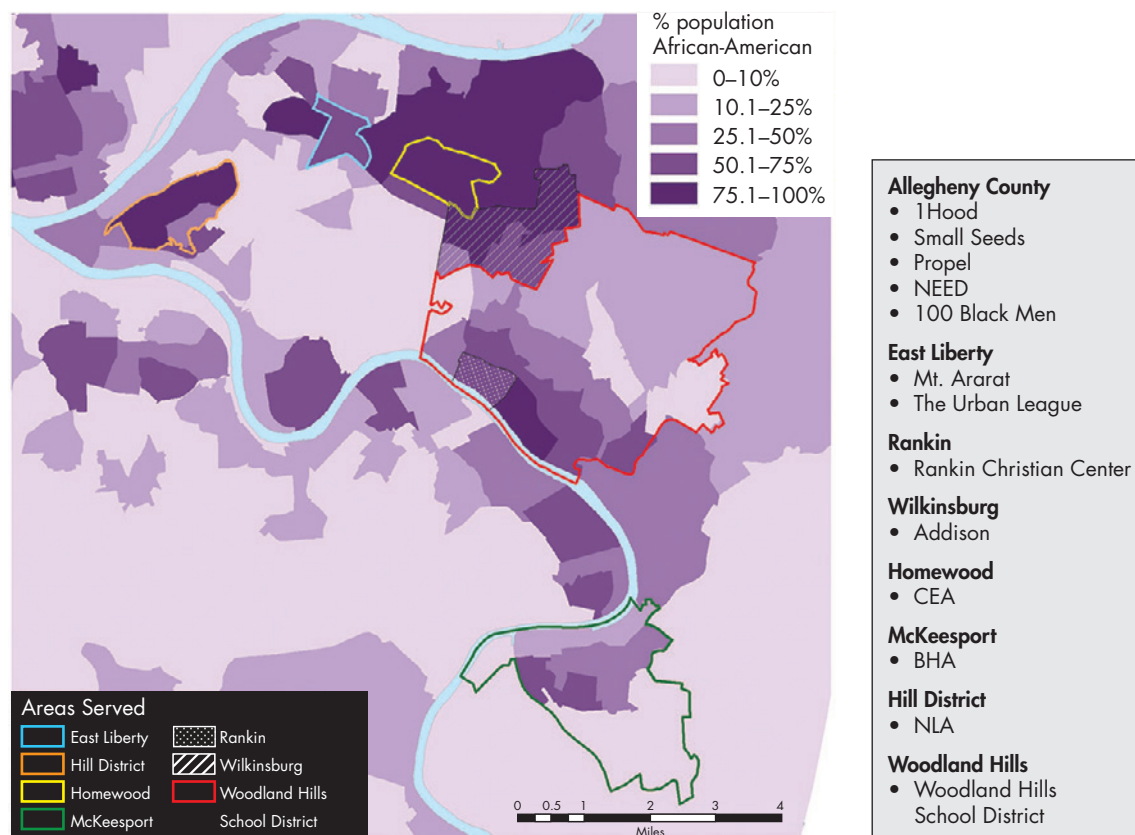 % population
African-American
0–10%
10.1–25%
25.1–50%
50.1–75%
75.1–100%
Areas Served
East Liberty
Hill District
Homewood
McKeesport
Rankin
Wilkinsburg
Woodland Hills
School District
0 0.5 1 2 3 4
Miles
Allegheny County
• 1Hood
• Small Seeds
• Propel
• NEED
• 100 Black Men
East Liberty
• Mt. Ararat
• The Urban League
Rankin
• Rankin Christian Center
Wilkinsburg
• Addison
Homewood
• CEA
McKeesport
• BHA
Hill District
• NLA
Woodland Hills
• Woodland Hills
School District